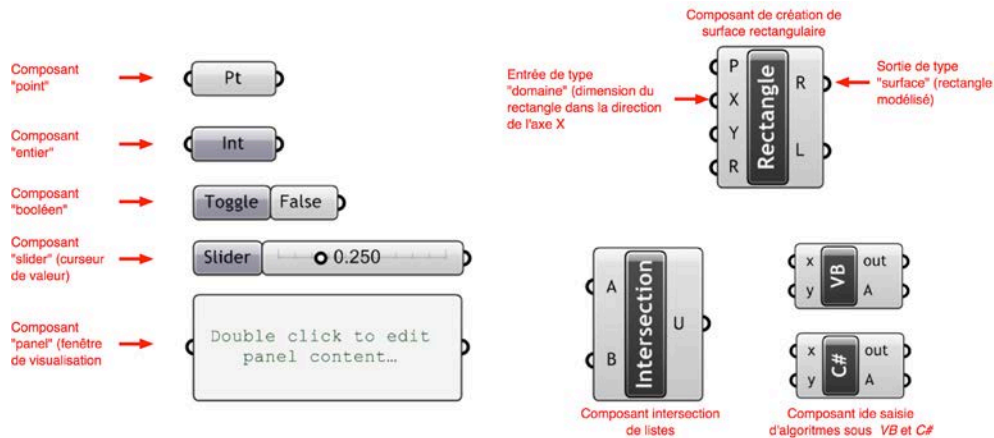 Composant
"point"
Pt
Composant
"entier"
Int
Composant
"booléen"
Toggle False
Composant
"slider" (curseur
de valeur)
Slider 0.250
Composant
"panel" (fenêtre
de visualisation
Double click to edit
panel content…
Composant de création de
surface rectangulaire
Entrée de type
"domaine" (dimension du
rectangle dans la direction
de l'axe X
P
X
Y
R
Rectangle
R
L
Sortie de type
"surface" (rectangle
modélisé)
A
B
Intersection
U
Composant intersection
de listes
x
y
VB
out
A
x
y
C#
out
A
Composant ide saisie
d'algoritmes sous VB et C#